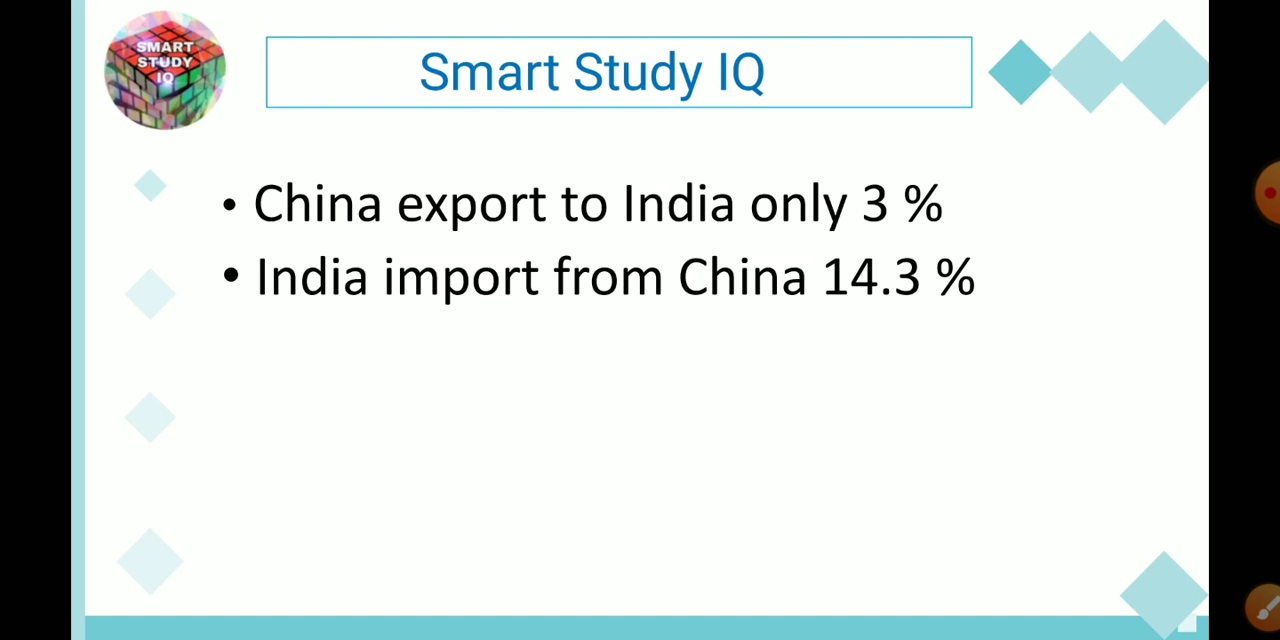 SMART
STUDY
IQ
Smart Study IQ
• China export to India only 3 %
• India import from China 14.3 %